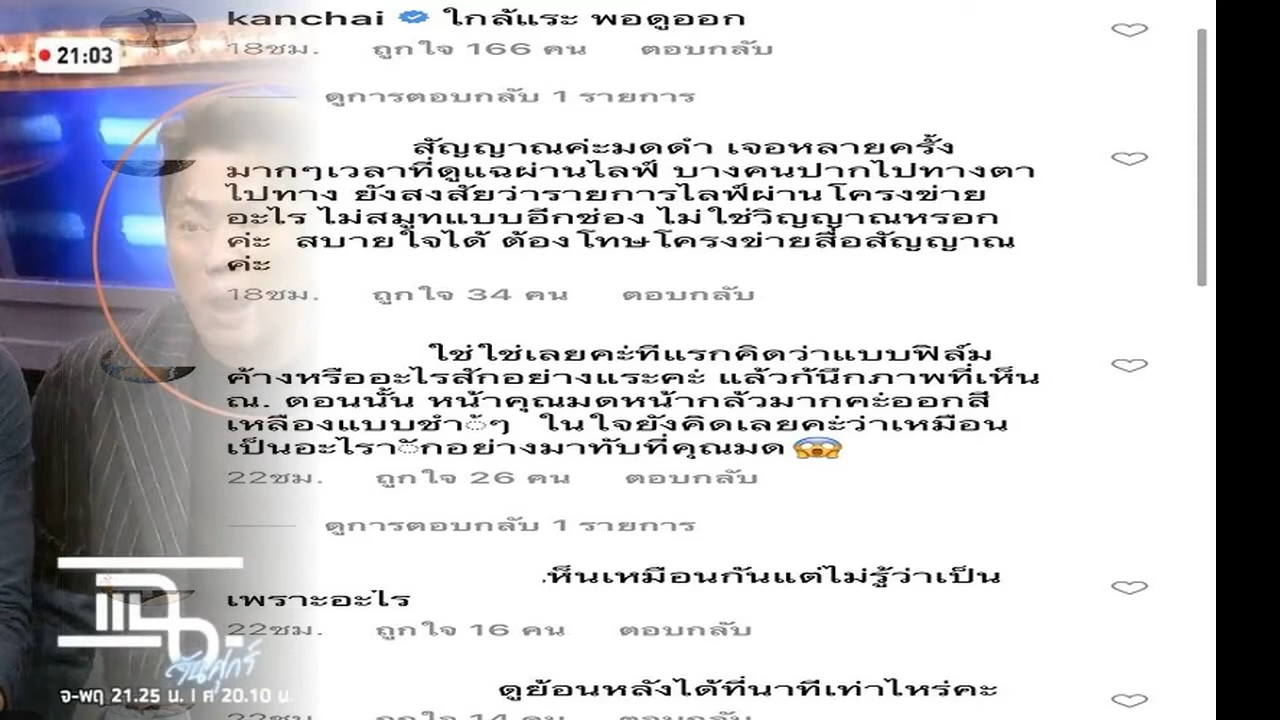 kanchai ใกล้แระ พอดูออก
18ชม. ถูกใจ 166 คน ตอบกลับ
21:03
ดูการตอบกลับ 1 รายการ
สัญญาณค่ะมดดำ เจอหลายครั้ง
มากๆเวลาที่ดูแฉผ่านไลฟ์ บางคนปากไปทางตา
ไปทาง ยังสงสัยว่ารายการไลฟ์ผ่านโครงข่าย
อะไร ไม่สมูทแบบอีกช่อง ไม่ใช่วิญญาณหรอก
ค่ะ สบายใจได้ ต้องโทษโครงข่ายสื่อสัญญาณ
ค่ะ
18ชม. ถูกใจ 34 คน ตอบกลับ
ใช่ใช่เลยคะ่ทีแรกคิดว่าแบบฟิล์ม
ค้างหรืออะไรสักอย่างแระคะ่ แล้วก้นึกภาพที่เห็น
ณ. ตอนนั้น หน้าคุณมดหน้ากลัวมากคะ่ออกสี
เหลืองแบบชำ้ๆ ในใจยังคิดเลยคะ่ว่าเหมือน
เป็นอะไราักอย่างมาทับที่คุณมด 😱
22ชม. ถูกใจ 26 คน ตอบกลับ
ดูการตอบกลับ 1 รายการ
.ห็นเหมือนกันแต่ไม่รู้ว่าเป็น
เพราะอะไร
22ชม. ถูกใจ 16 คน ตอบกลับ
แฉ
วันศุกร์
จ-พฤ 21.25 น. I ศ 20.10 น.
ดูย้อนหลังได้ที่นาทีเท่าไหร่คะ
22ชม. ถูกใจ 14 คน ตอบกลับ